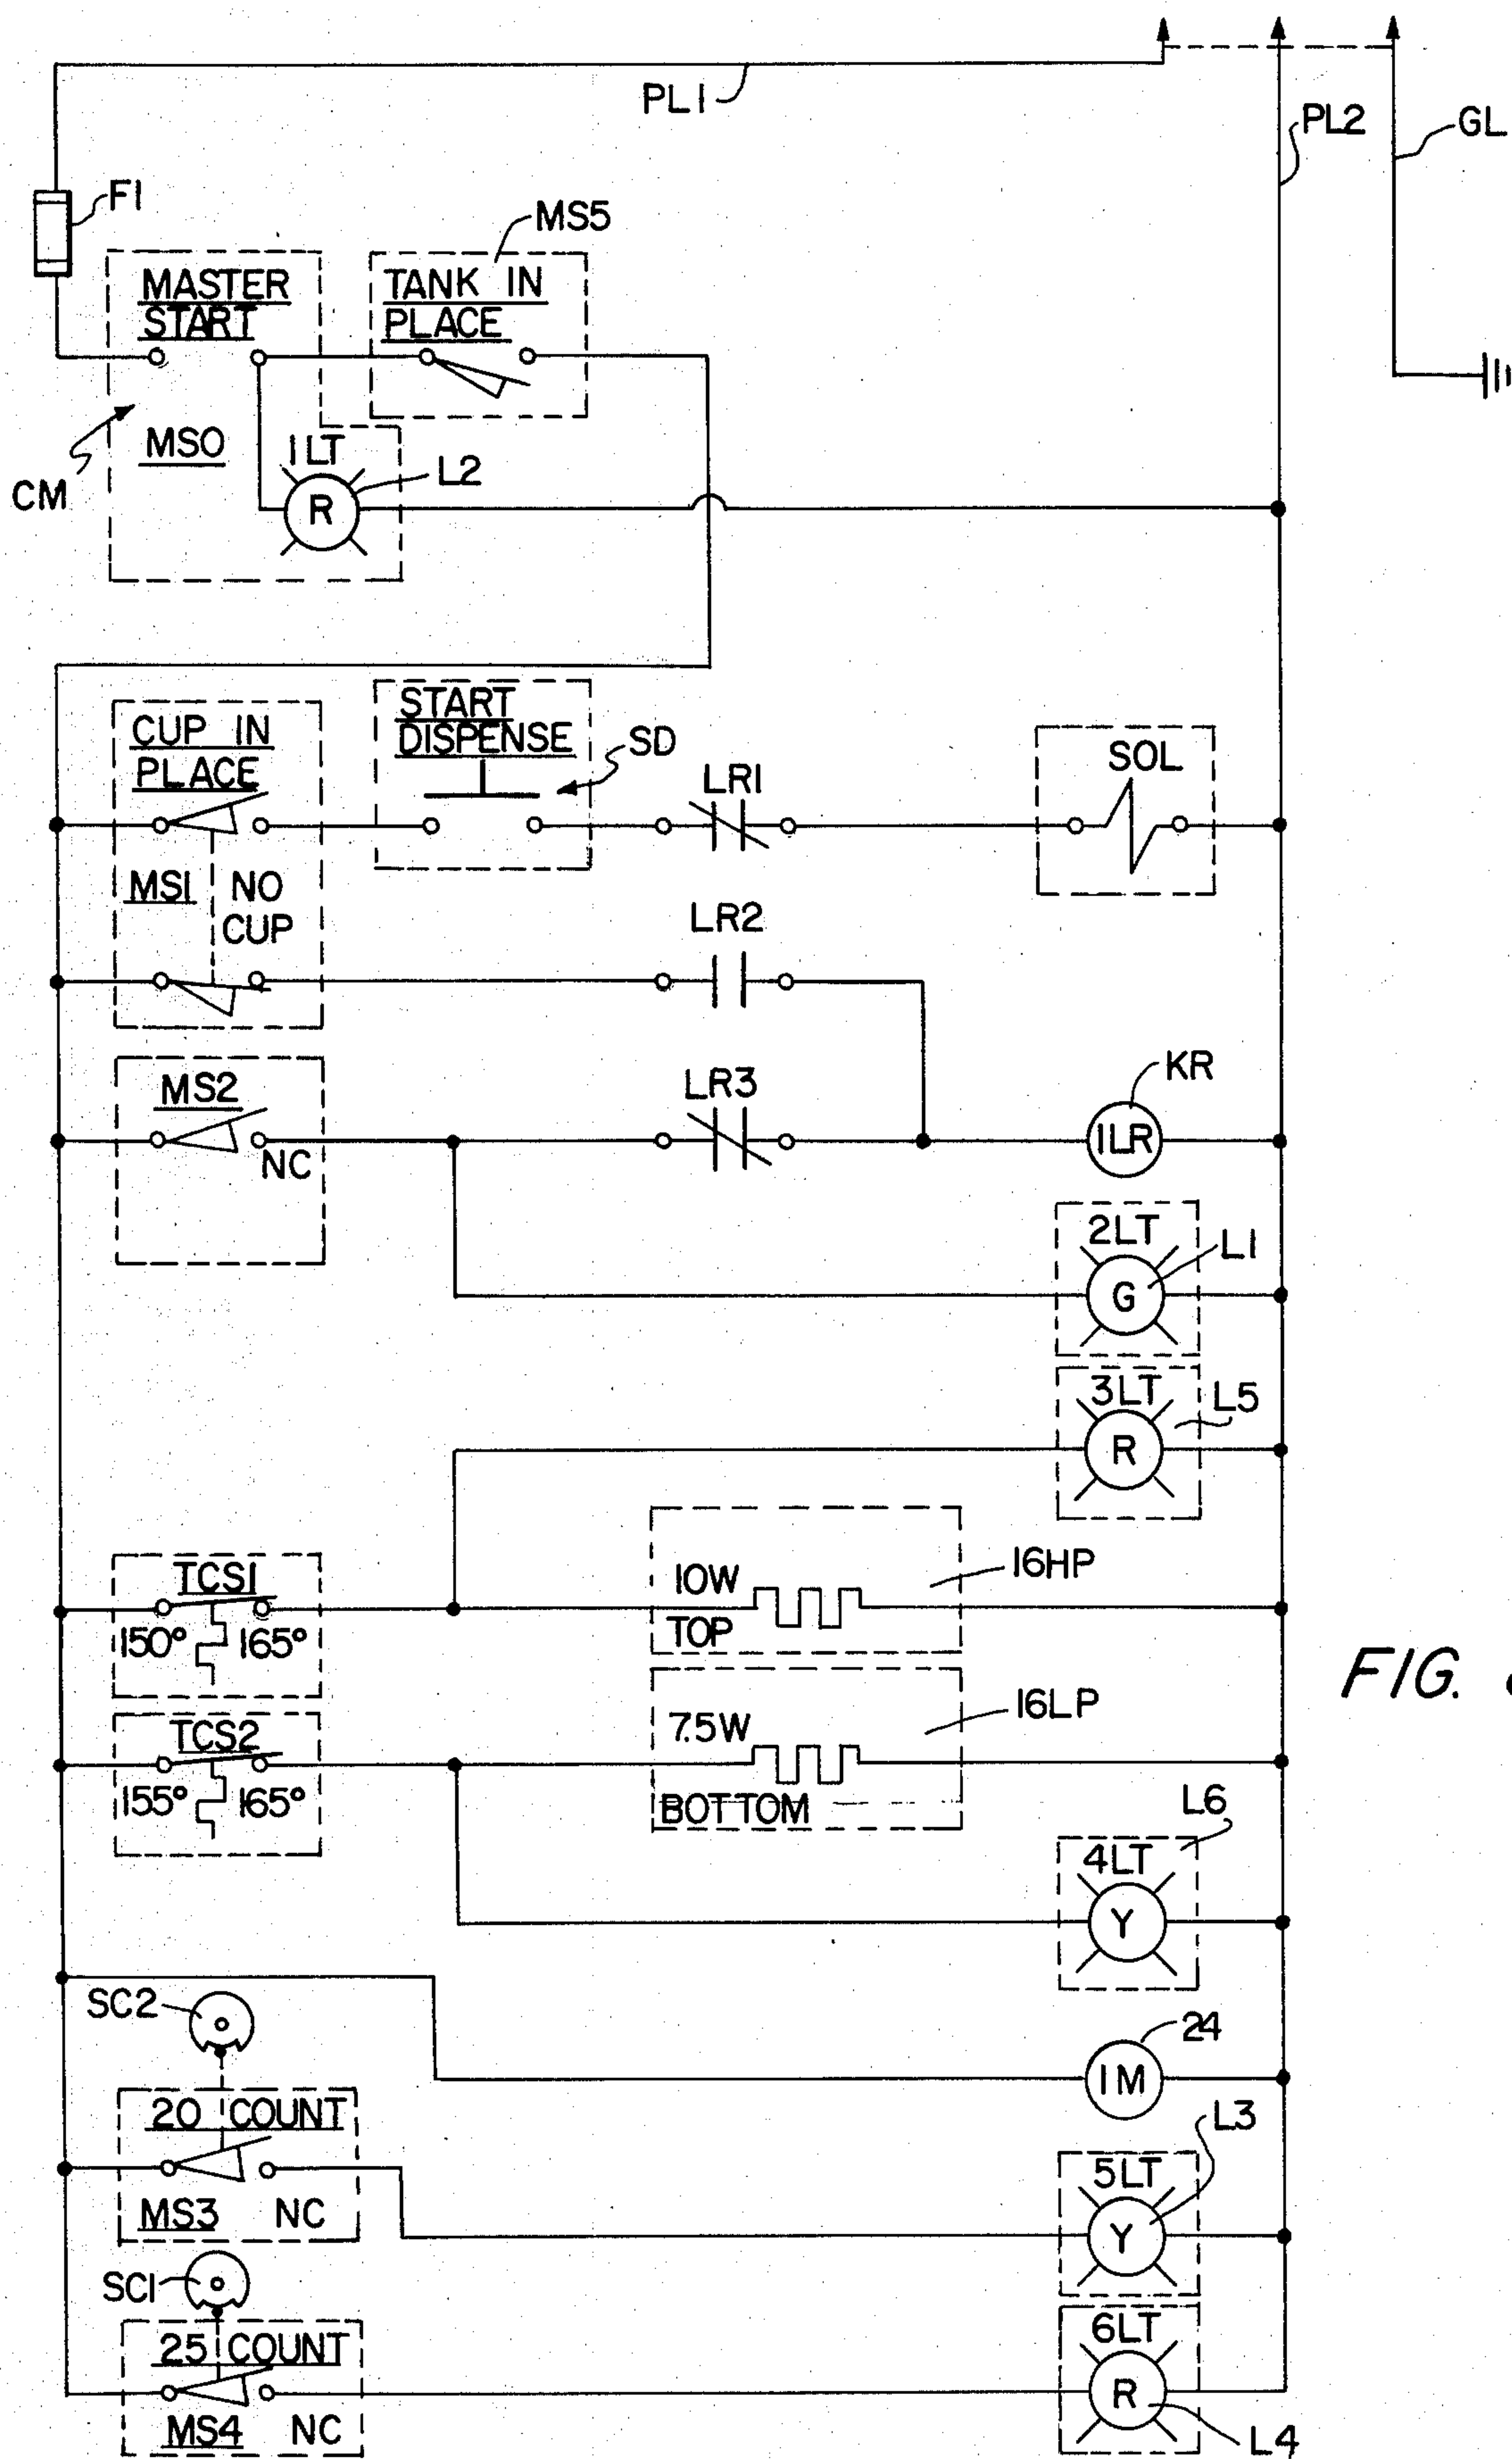 PL1
PL2
GL
F1
MS5
MASTER
START
TANK IN
PLACE
MSO
1LT
L2
R
CM
CUP IN
PLACE
START
DISPENSE
SD
LR1
SOL
MS1
NO
CUP
LR2
MS2
NC
LR3
KR
1LR
2LT
L1
G
3LT
L5
R
TCS1
150° 165°
10W
TOP
16HP
FIG.
TCS2
155° 165°
7.5W
BOTTOM
16LP
L6
4LT
Y
SC2
24
1M
20 COUNT
MS3 NC
L3
5LT
Y
SC1
25 COUNT
MS4 NC
6LT
R
L4